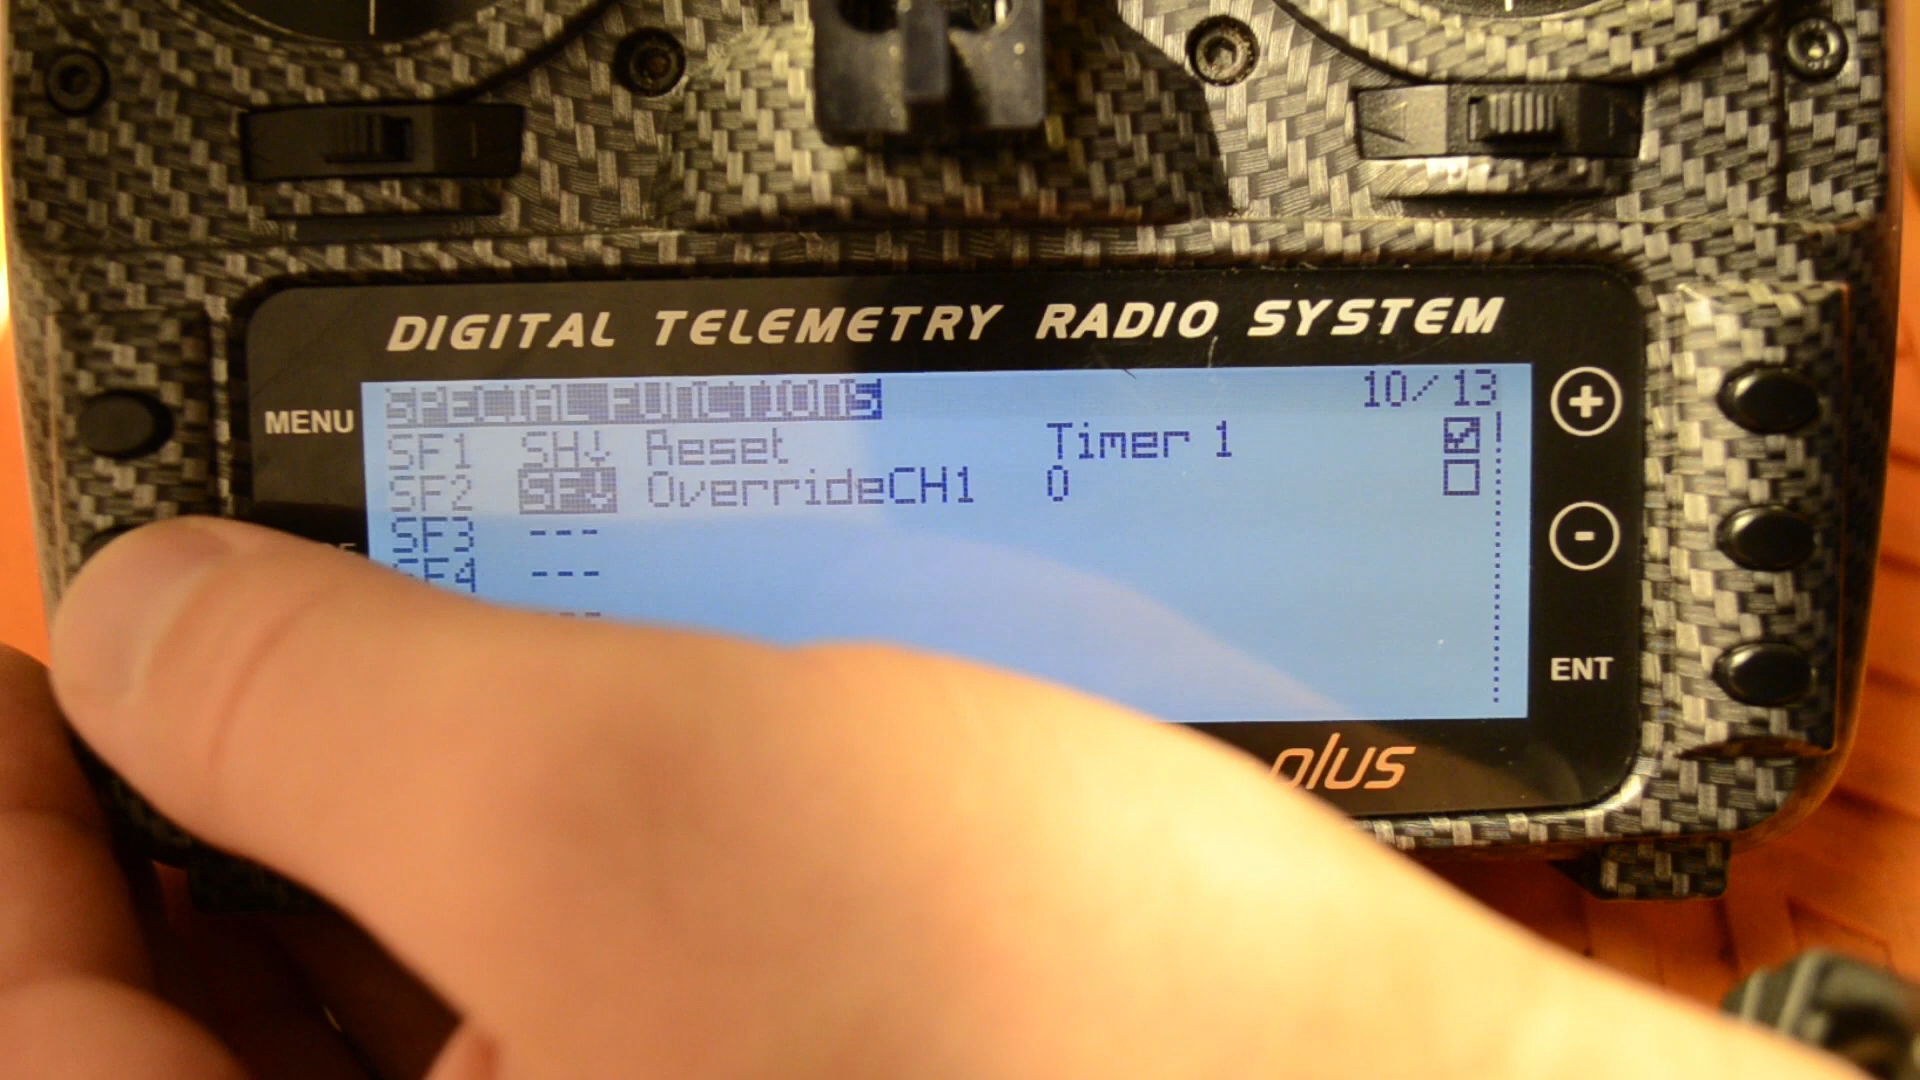 DIGITAL TELEMETRY RADIO SYSTEM
MENU
SPECIAL FUNCTIONS 10/13
SF1 SH↓ Reset Timer 1
SF2 SF↓ OverrideCH1 0
SF3 ---
SF4 ---
---
+
-
ENT
plus